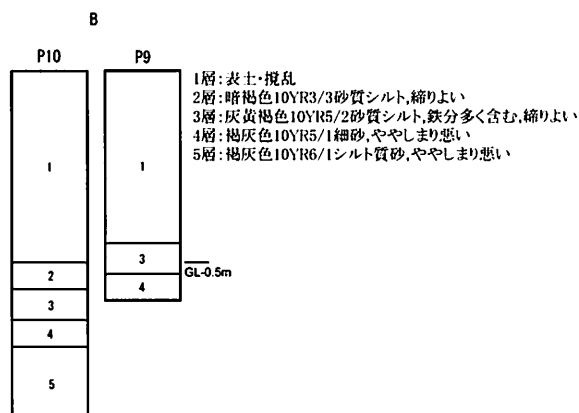 B
P10 P9
1層:表土・撹乱
2層:暗褐色10YR3/3砂質シルト,締りよい
3層:灰黄褐色10YR5/2砂質シルト,鉄分多く含む,締りよい
4層:褐灰色10YR5/1細砂,ややしまり悪い
5層:褐灰色10YR6/1シルト質砂,ややしまり悪い
1 1
3
GL-0.5m
2
4
3
4
5